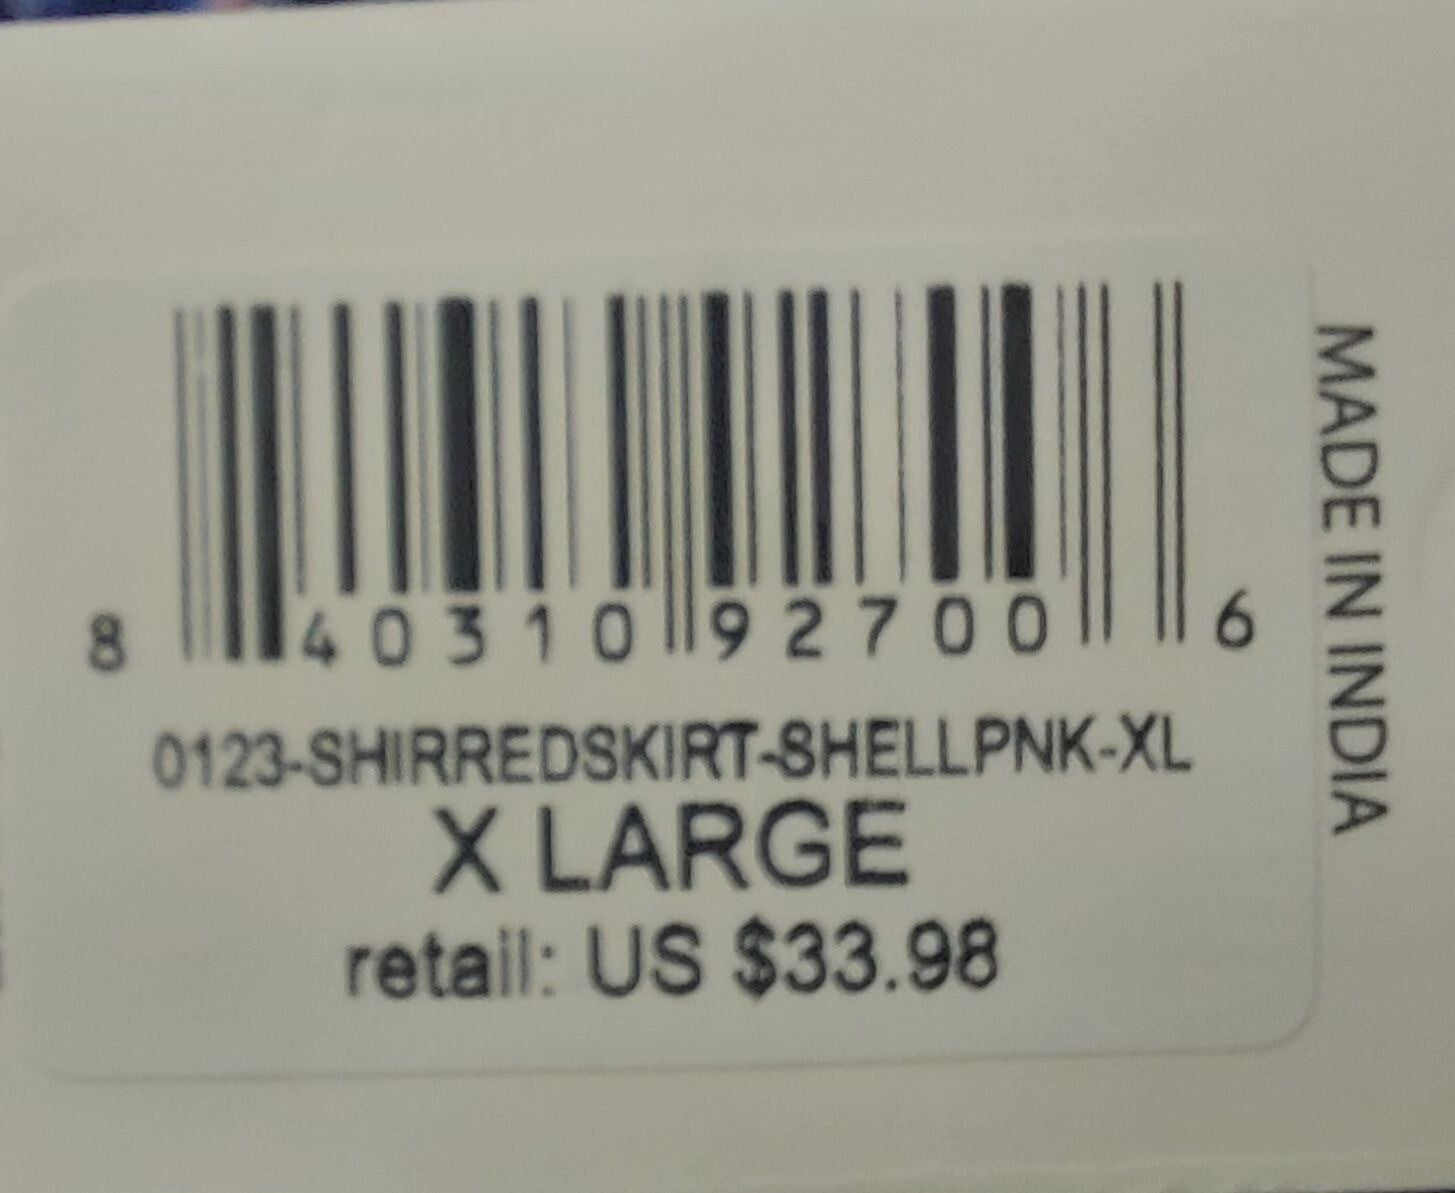 8 40310 92700 6
0123-SHIRREDSKIRT-SHELLPNK-XL
X LARGE
retail: US $33.98
MADE IN INDIA